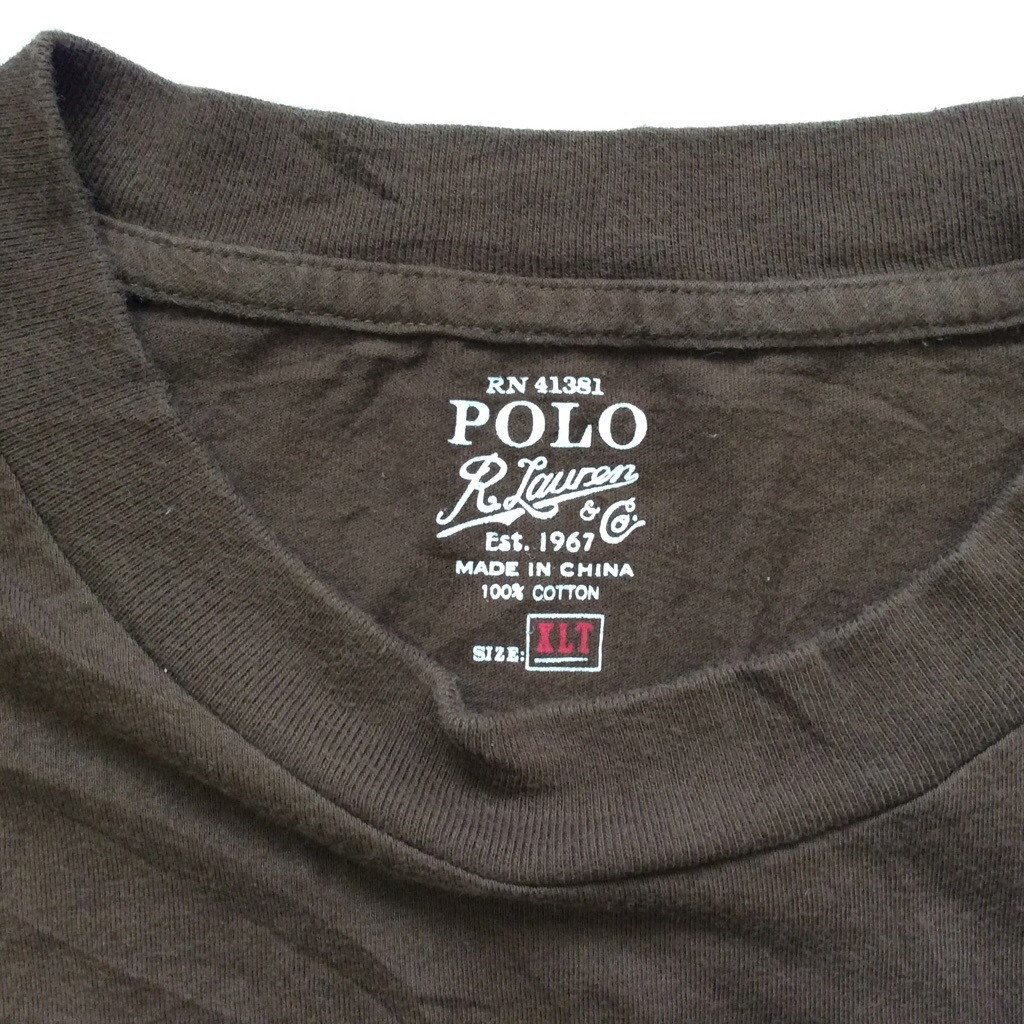 RN 41381
POLO
R. Lauren
& Co.
Est. 1967
MADE IN CHINA
100% COTTON
SIZE: XLT